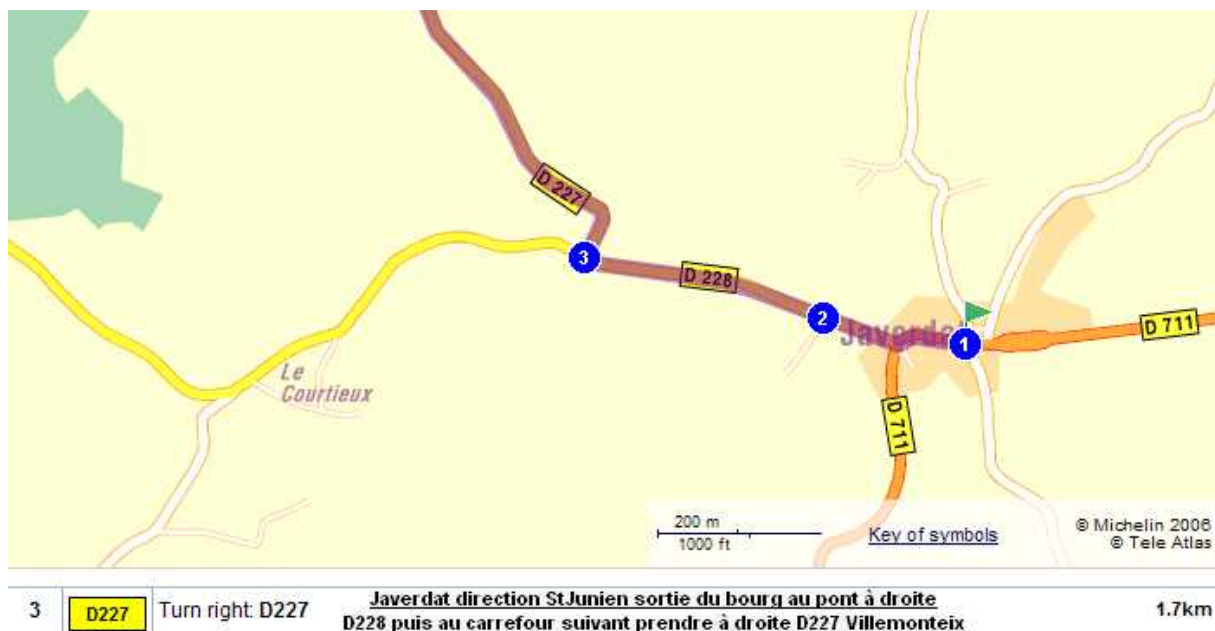 D 227
3
D 228
2
Javerdat
1
D 711
Le
Courtieux
D 711
200 m
1000 ft
Key of symbols
© Michelin 2006
© Tele Atlas
3 D227 Turn right: D227 Javerdat direction StJunien sortie du bourg au pont à droite 1.7km
D228 puis au carrefour suivant prendre à droite D227 Villemonteix